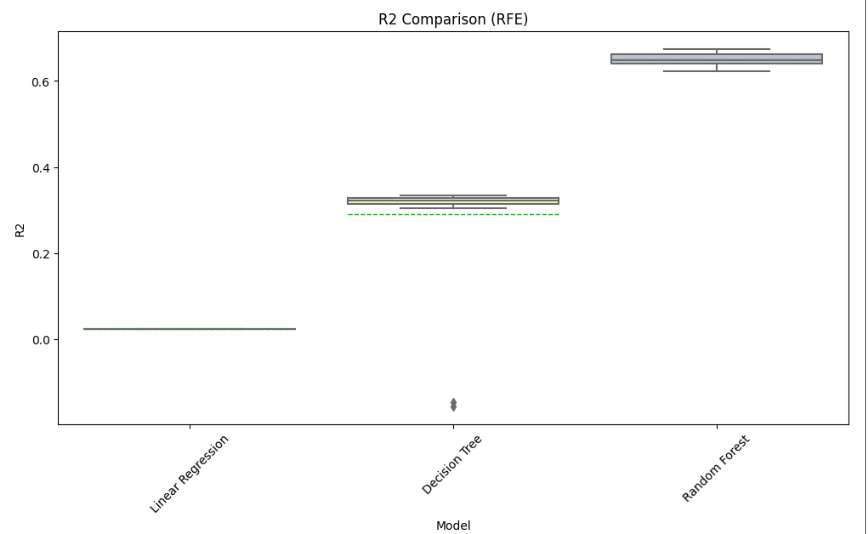 R2 Comparison (RFE)
R2
0.6
0.4
0.2
0.0
Linear Regression
Decision Tree
Random Forest
Model